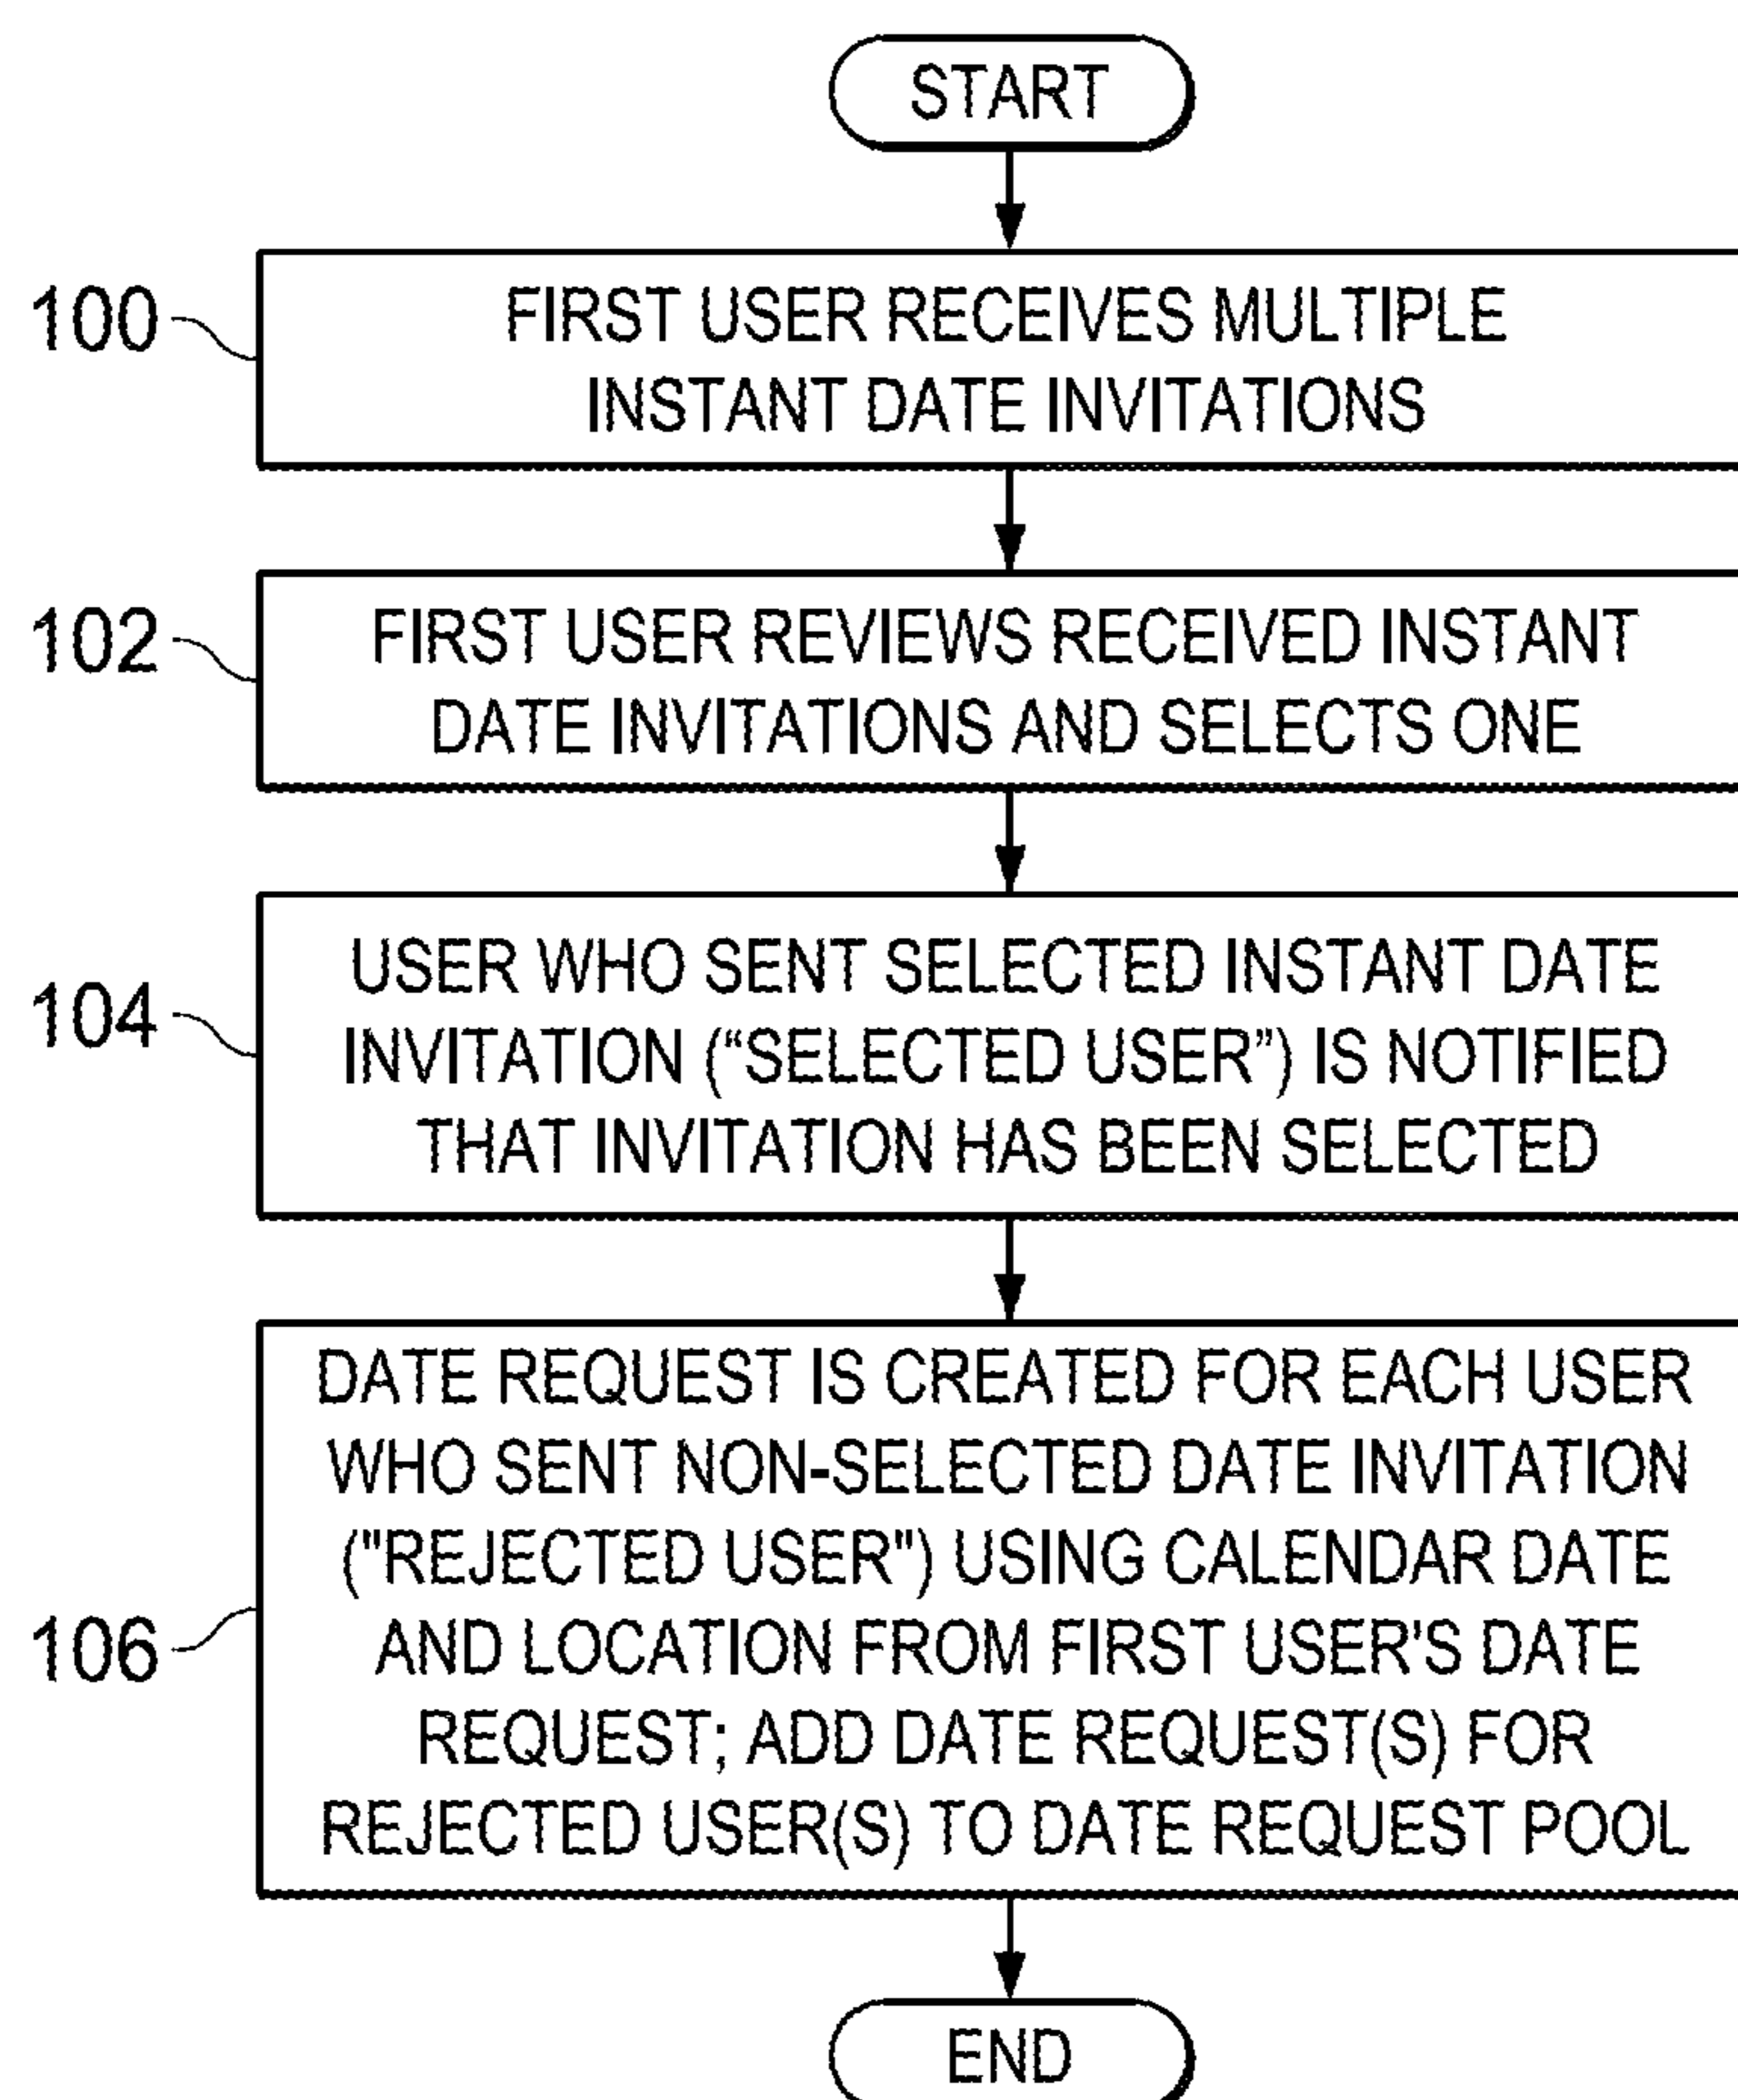 START
100
FIRST USER RECEIVES MULTIPLE
INSTANT DATE INVITATIONS
102
FIRST USER REVIEWS RECEIVED INSTANT
DATE INVITATIONS AND SELECTS ONE
104
USER WHO SENT SELECTED INSTANT DATE
INVITATION (“SELECTED USER”) IS NOTIFIED
THAT INVITATION HAS BEEN SELECTED
106
DATE REQUEST IS CREATED FOR EACH USER
WHO SENT NON-SELECTED DATE INVITATION
("REJECTED USER") USING CALENDAR DATE
AND LOCATION FROM FIRST USER'S DATE
REQUEST; ADD DATE REQUEST(S) FOR
REJECTED USER(S) TO DATE REQUEST POOL
END